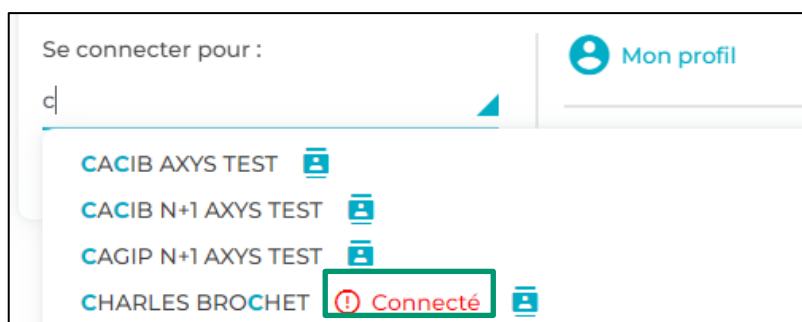 Se connecter pour :
Mon profil
c
CACIB AXYS TEST
CACIB N+1 AXYS TEST
CAGIP N+1 AXYS TEST
CHARLES BROCHET ! Connecté